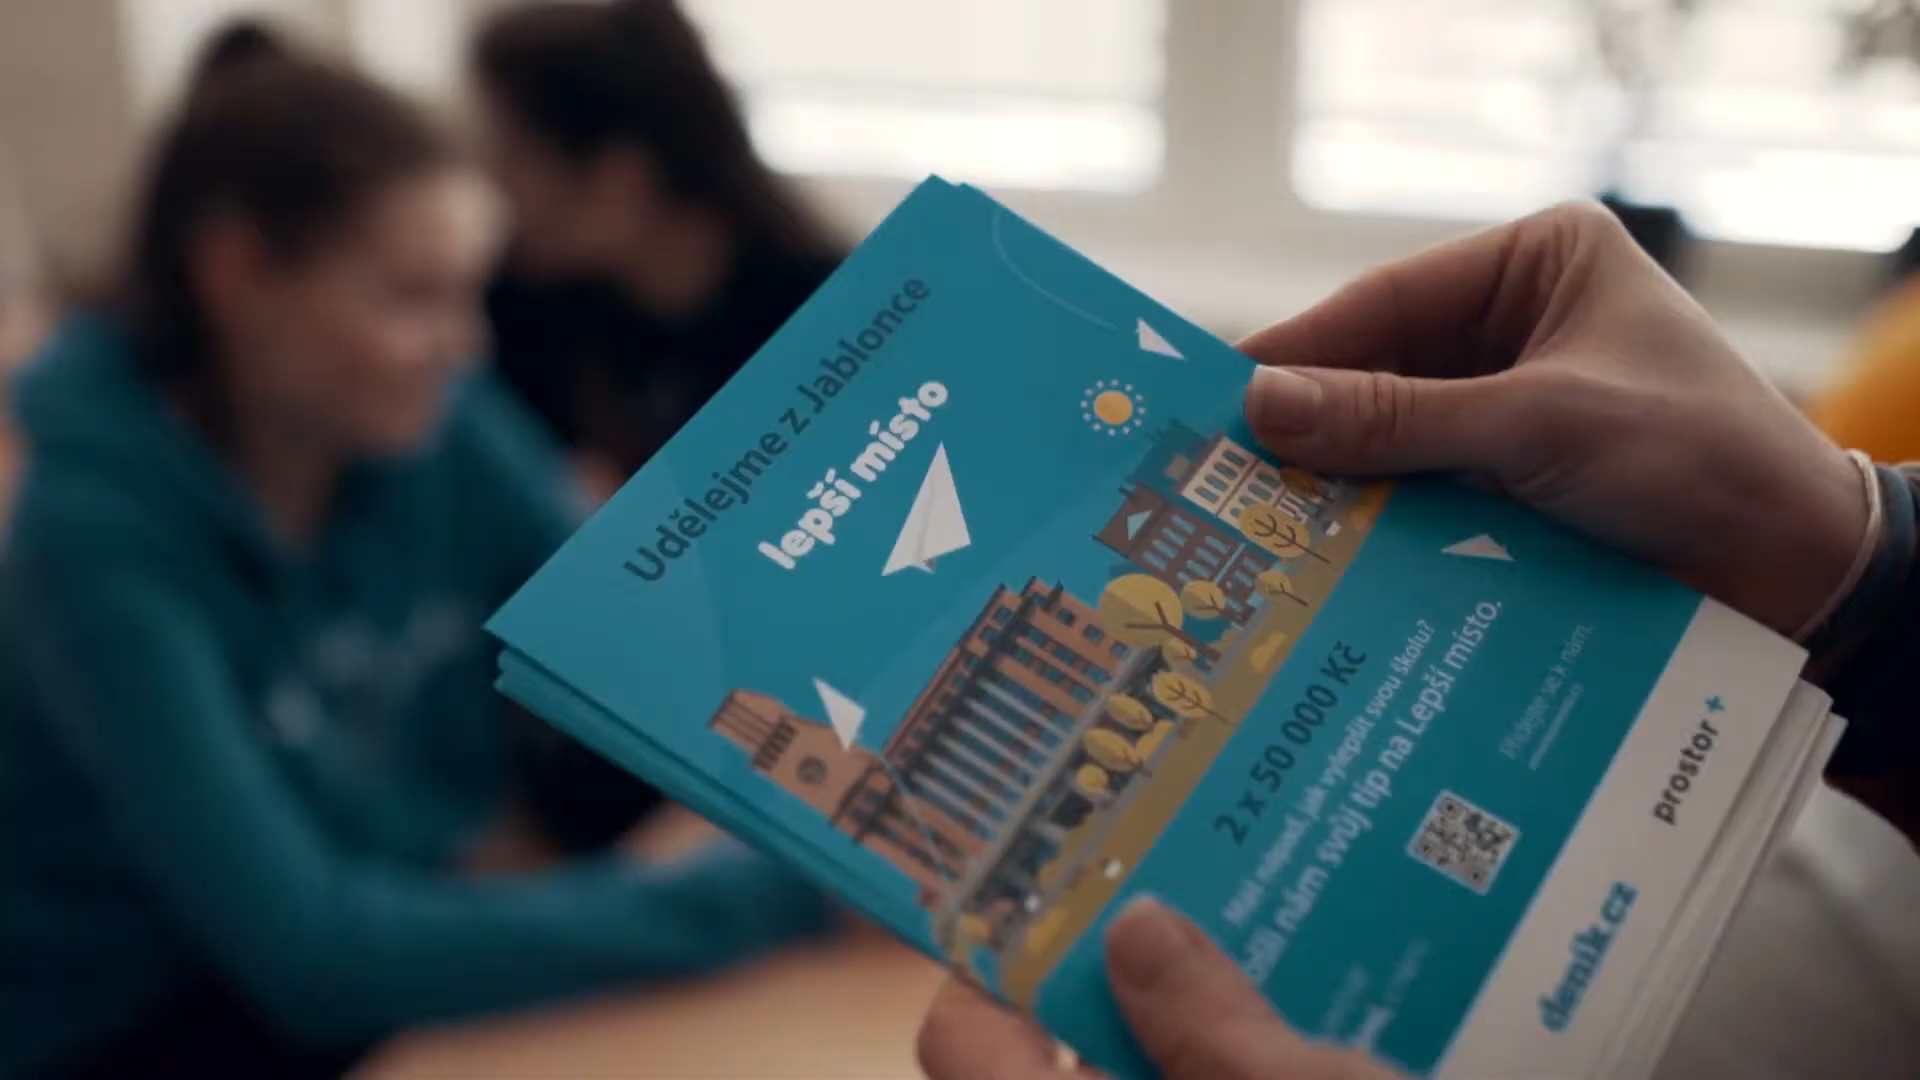 Udělejme z Jablonce
lepší místo
2 x 50 000 Kč
Máš nápad, jak vylepšit svou školu?
nám svůj tip na Lepší místo.
Přidejte se k nám.
prostor +
denik.cz